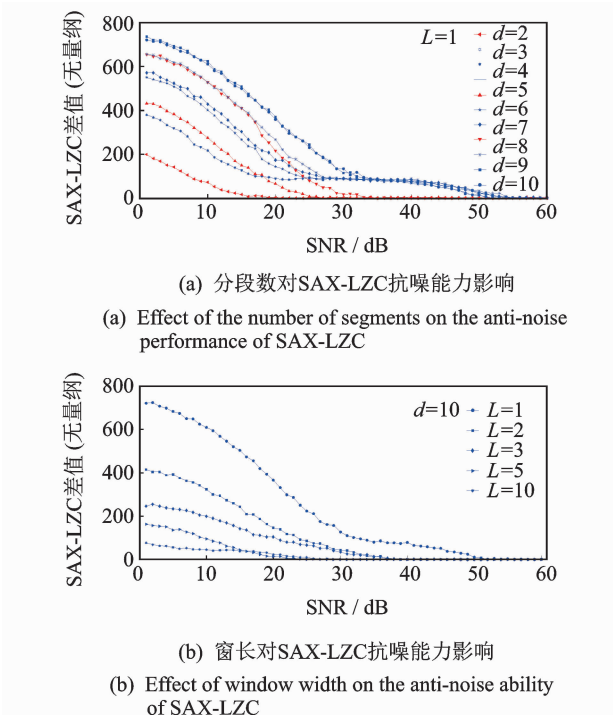 800
600
400
200
0
SAX-LZC差值 (无量纲)
L=1
d=2
d=3
d=4
d=5
d=6
d=7
d=8
d=9
d=10
0 10 20 30 40 50 60
SNR / dB
(a) 分段数对SAX-LZC抗噪能力影响
(a) Effect of the number of segments on the anti-noise
performance of SAX-LZC
800
600
400
200
0
SAX-LZC差值 (无量纲)
d=10
L=1
L=2
L=3
L=5
L=10
0 10 20 30 40 50 60
SNR / dB
(b) 窗长对SAX-LZC抗噪能力影响
(b) Effect of window width on the anti-noise ability
of SAX-LZC